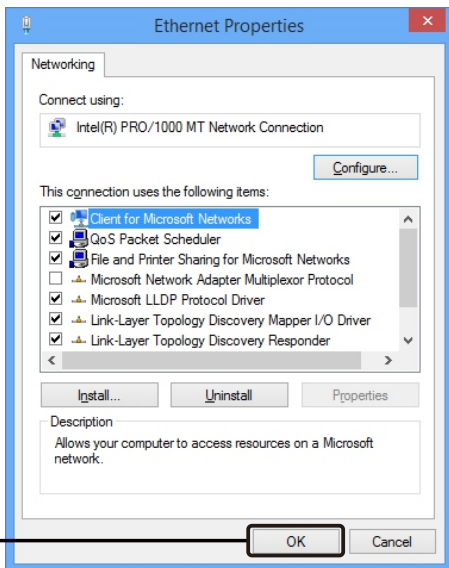 Ethernet Properties
Networking
Connect using:
Intel(R) PRO/1000 MT Network Connection
Configure...
This connection uses the following items:
Client for Microsoft Networks
QoS Packet Scheduler
File and Printer Sharing for Microsoft Networks
Microsoft Network Adapter Multiplexor Protocol
Microsoft LLDP Protocol Driver
Link-Layer Topology Discovery Mapper I/O Driver
Link-Layer Topology Discovery Responder
Install... Uninstall Properties
Description
Allows your computer to access resources on a Microsoft
network.
OK Cancel